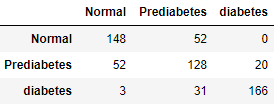 Normal Prediabetes diabetes
Normal 148 52 0
Prediabetes 52 128 20
diabetes 3 31 166